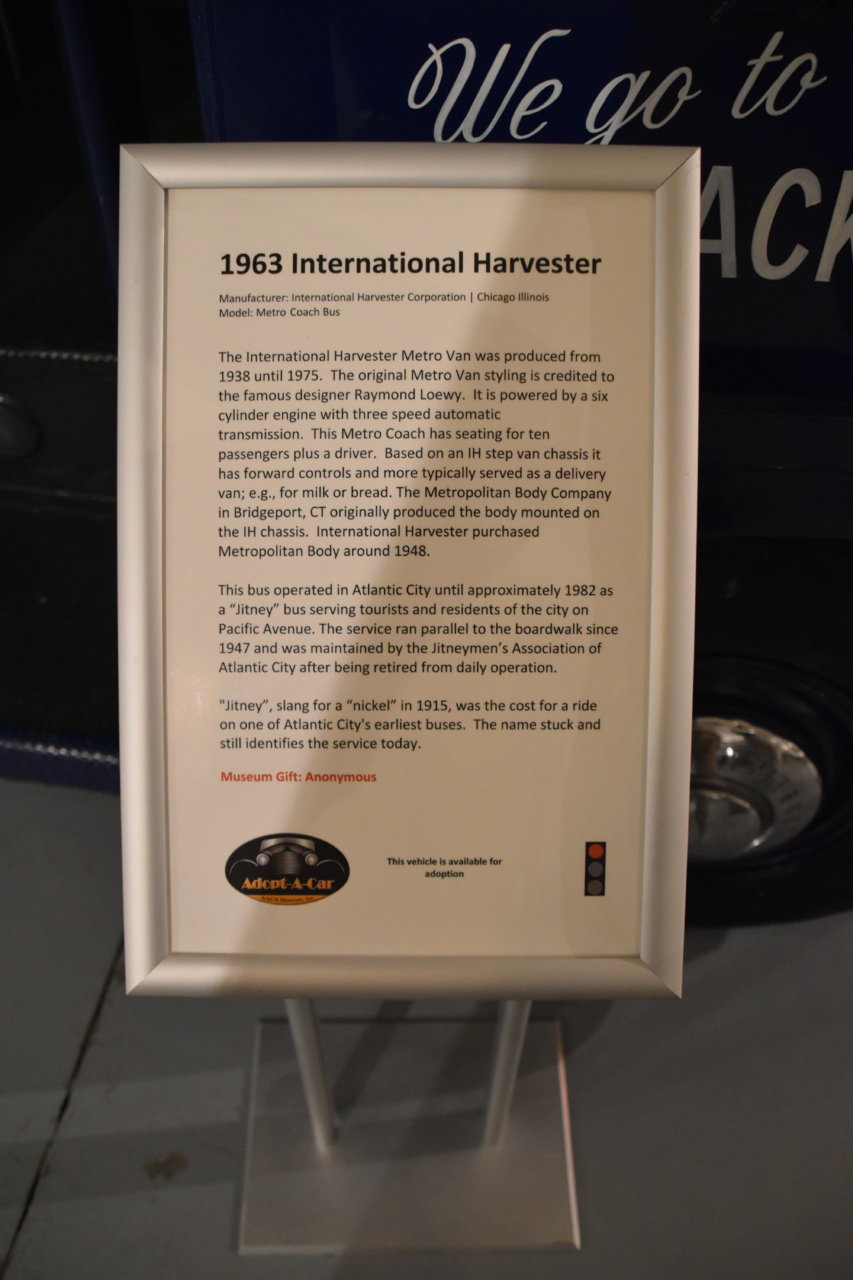 We go to
ACK
1963 International Harvester
Manufacturer: International Harvester Corporation | Chicago Illinois
Model: Metro Coach Bus
The International Harvester Metro Van was produced from
1938 until 1975.  The original Metro Van styling is credited to
the famous designer Raymond Loewy.  It is powered by a six
cylinder engine with three speed automatic
transmission.  This Metro Coach has seating for ten
passengers plus a driver.  Based on an IH step van chassis it
has forward controls and more typically served as a delivery
van; e.g., for milk or bread. The Metropolitan Body Company
in Bridgeport, CT originally produced the body mounted on
the IH chassis.  International Harvester purchased
Metropolitan Body around 1948.
This bus operated in Atlantic City until approximately 1982 as
a “Jitney” bus serving tourists and residents of the city on
Pacific Avenue. The service ran parallel to the boardwalk since
1947 and was maintained by the Jitneymen’s Association of
Atlantic City after being retired from daily operation.
"Jitney”, slang for a “nickel” in 1915, was the cost for a ride
on one of Atlantic City's earliest buses.  The name stuck and
still identifies the service today.
Museum Gift: Anonymous
Adopt-A-Car
AACA Museum, Inc.
This vehicle is available for
adoption